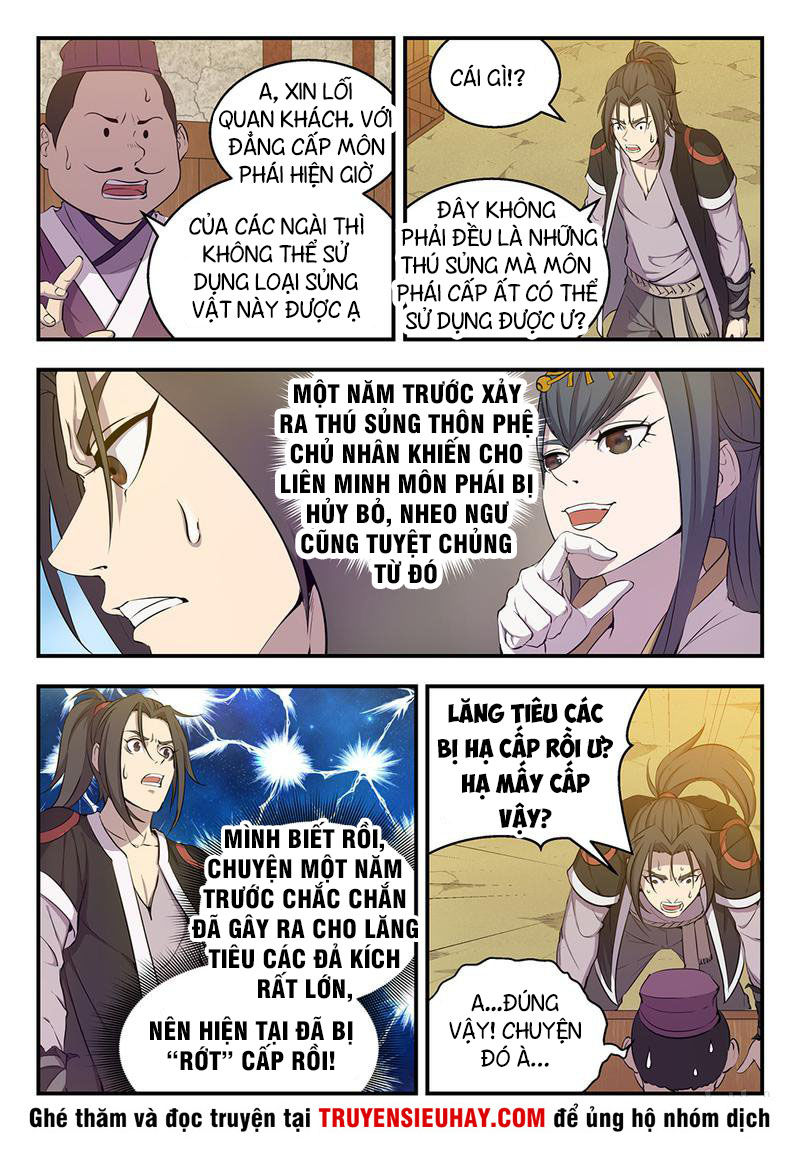 A, XIN LỖI
QUAN KHÁCH. VỚI
ĐẲNG CẤP MÔN
PHÁI HIỆN GIỜ
CỦA CÁC NGÀI THÌ
KHÔNG THỂ SỬ
DỤNG LOẠI SỦNG
VẬT NÀY ĐƯỢC Ạ
CÁI GÌ!?
ĐÂY KHÔNG
PHẢI ĐỀU LÀ NHỮNG
THÚ SỦNG MÀ MÔN
PHÁI CẤP ẤT CÓ THỂ
SỬ DỤNG ĐƯỢC Ư?
MỘT NĂM TRƯỚC XẢY
RA THÚ SỦNG THÔN PHỆ
CHỦ NHÂN KHIẾN CHO
LIÊN MINH MÔN PHÁI BỊ
HỦY BỎ, NHEO NGƯ
CŨNG TUYỆT CHỦNG
TỪ ĐÓ
MÌNH BIẾT RỒI,
CHUYỆN MỘT NĂM
TRƯỚC CHẮC CHẮN
ĐÃ GÂY RA CHO LĂNG
TIÊU CÁC ĐẢ KÍCH
RẤT LỚN,
NÊN HIỆN TẠI ĐÃ BỊ
“RỚT” CẤP RỒI!
LĂNG TIÊU CÁC
BỊ HẠ CẤP RỒI Ư?
HẠ MẤY CẤP
VẬY?
A...ĐÚNG
VẬY! CHUYỆN
ĐÓ À...
Ghé thăm và đọc truyện tại TRUYENSIEUHAY.COM để ủng hộ nhóm dịch